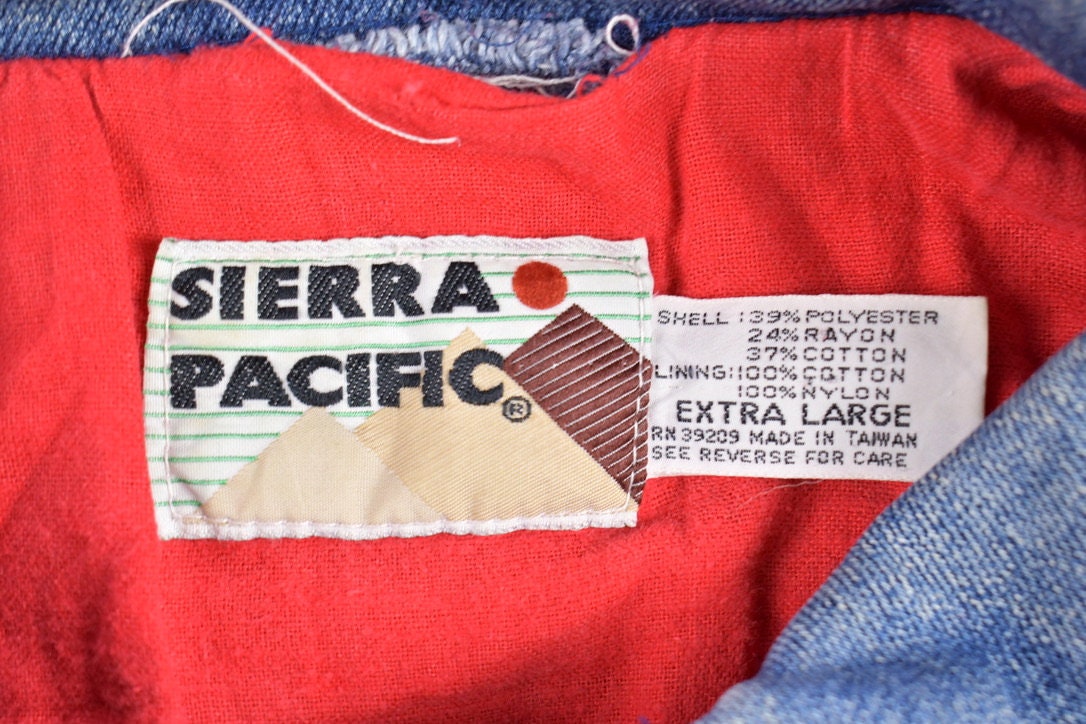 SIERRA
PACIFIC®
SHELL:39%POLYESTER
24%RAYON
37%COTTON
LINING:100%COTTON
100%NYLON
EXTRA LARGE
RN 39209 MADE IN TAIWAN
SEE REVERSE FOR CARE